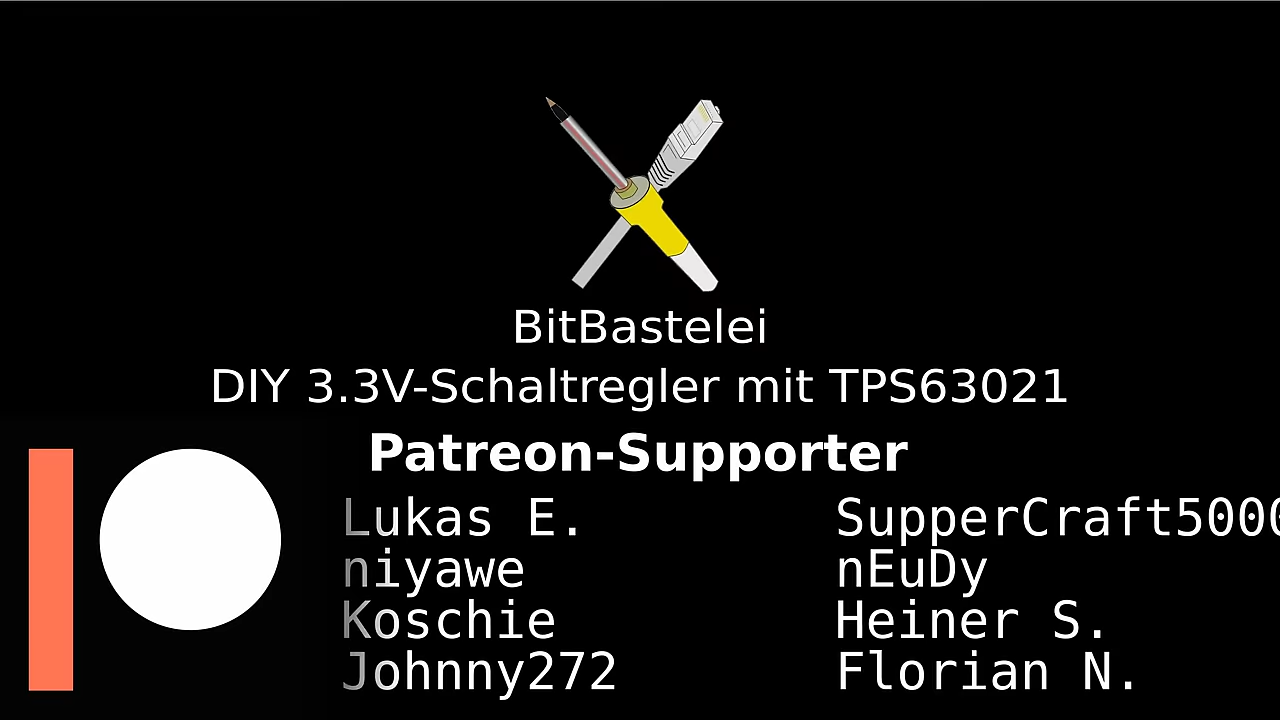 BitBastelei
DIY 3.3V-Schaltregler mit TPS63021
Patreon-Supporter
Lukas E. SupperCraft5000
niyawe nEuDy
Koschie Heiner S.
Johnny272 Florian N.